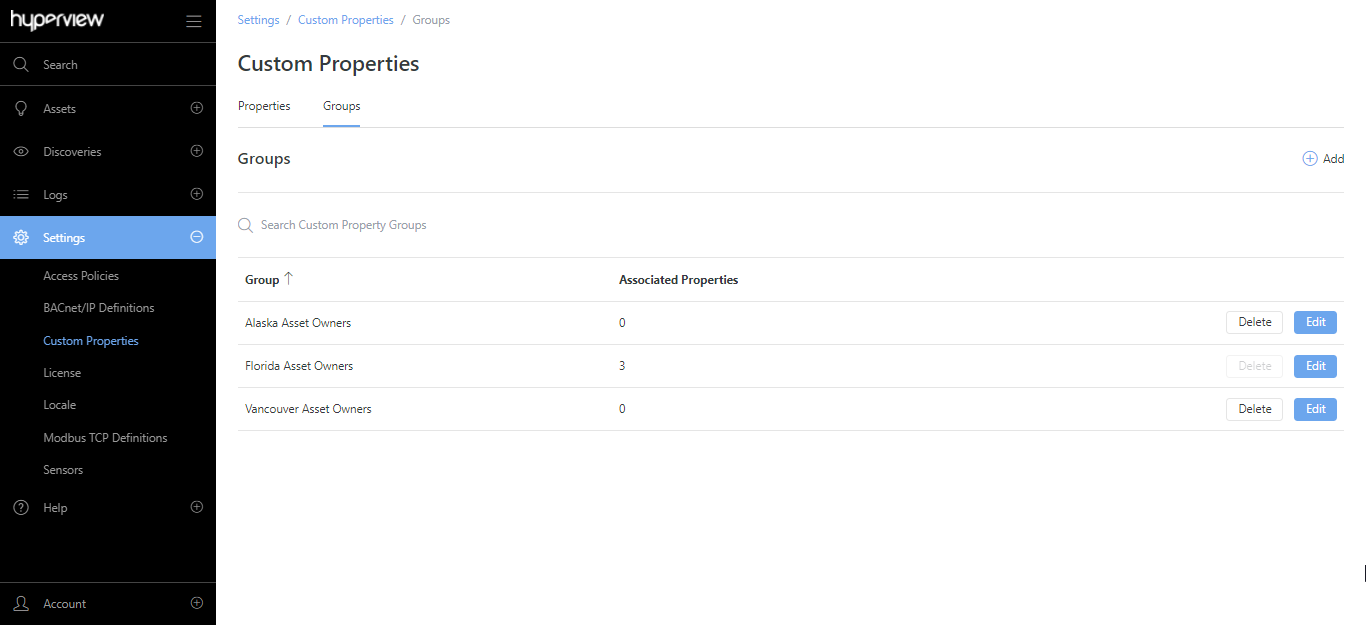 hyperview
Search
Assets
Discoveries
Logs
Settings
Access Policies
BACnet/IP Definitions
Custom Properties
License
Locale
Modbus TCP Definitions
Sensors
Help
Account
Settings / Custom Properties / Groups
Custom Properties
Properties Groups
Groups Add
Search Custom Property Groups
Group Associated Properties
Alaska Asset Owners 0 Delete Edit
Florida Asset Owners 3 Delete Edit
Vancouver Asset Owners 0 Delete Edit